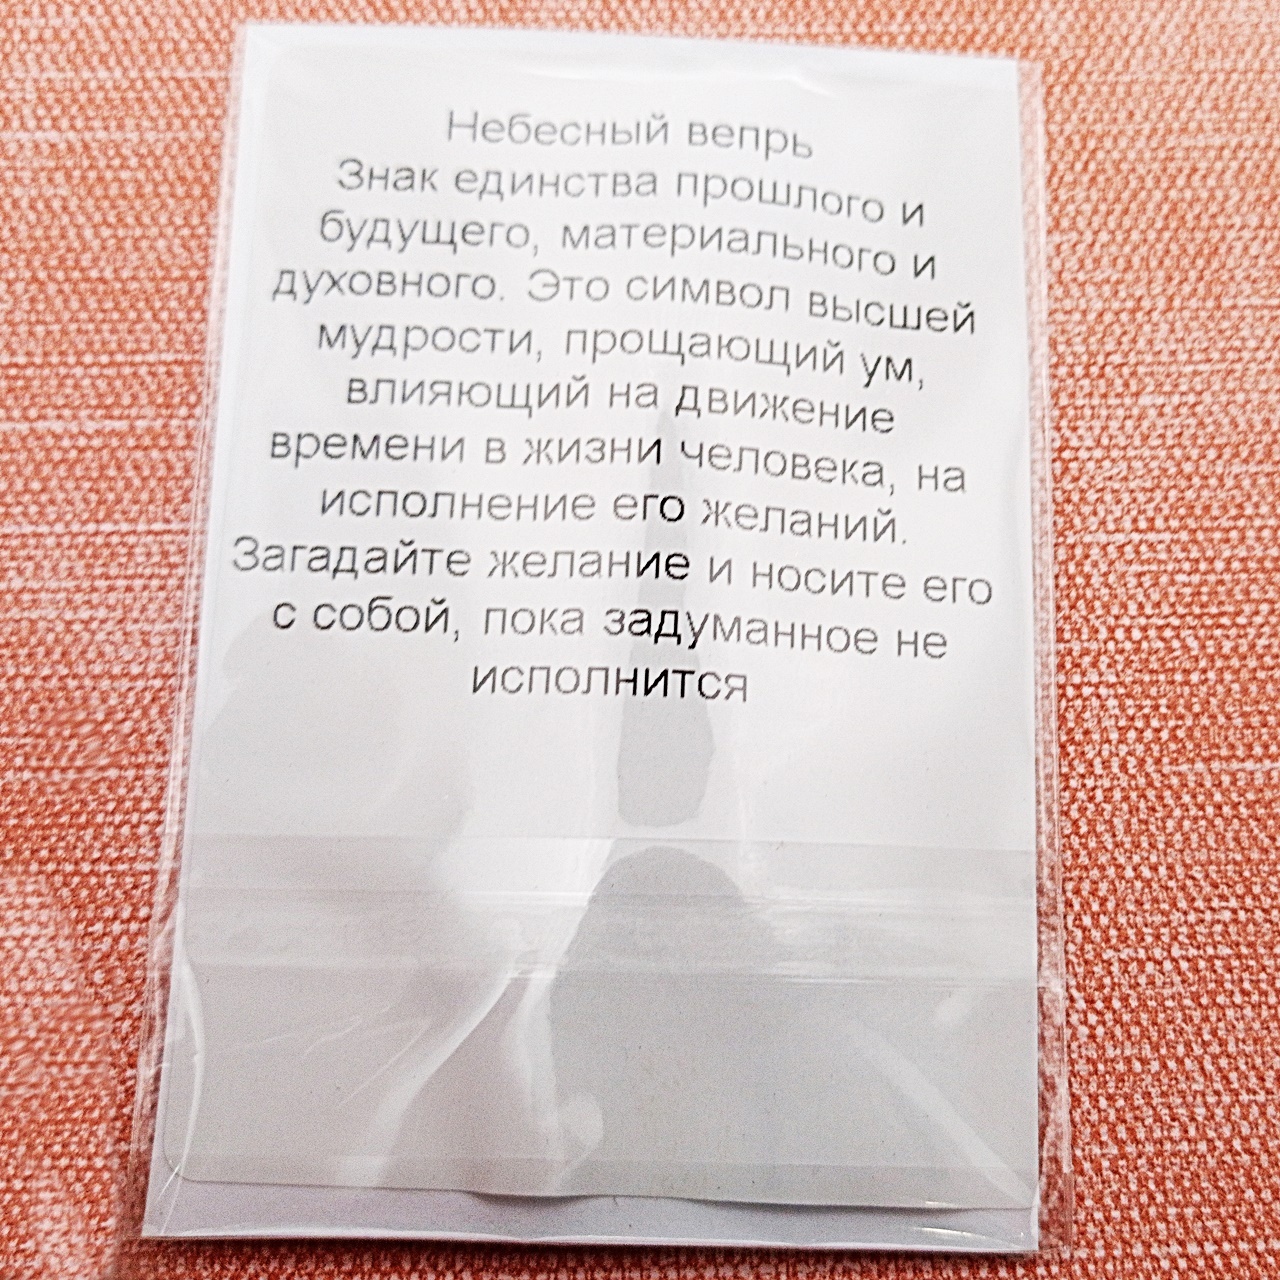 Небесный вепрь
Знак единства прошлого и
будущего, материального и
духовного. Это символ высшей
мудрости, прощающий ум,
влияющий на движение
времени в жизни человека, на
исполнение его желаний.
Загадайте желание и носите его
с собой, пока задуманное не
исполнится